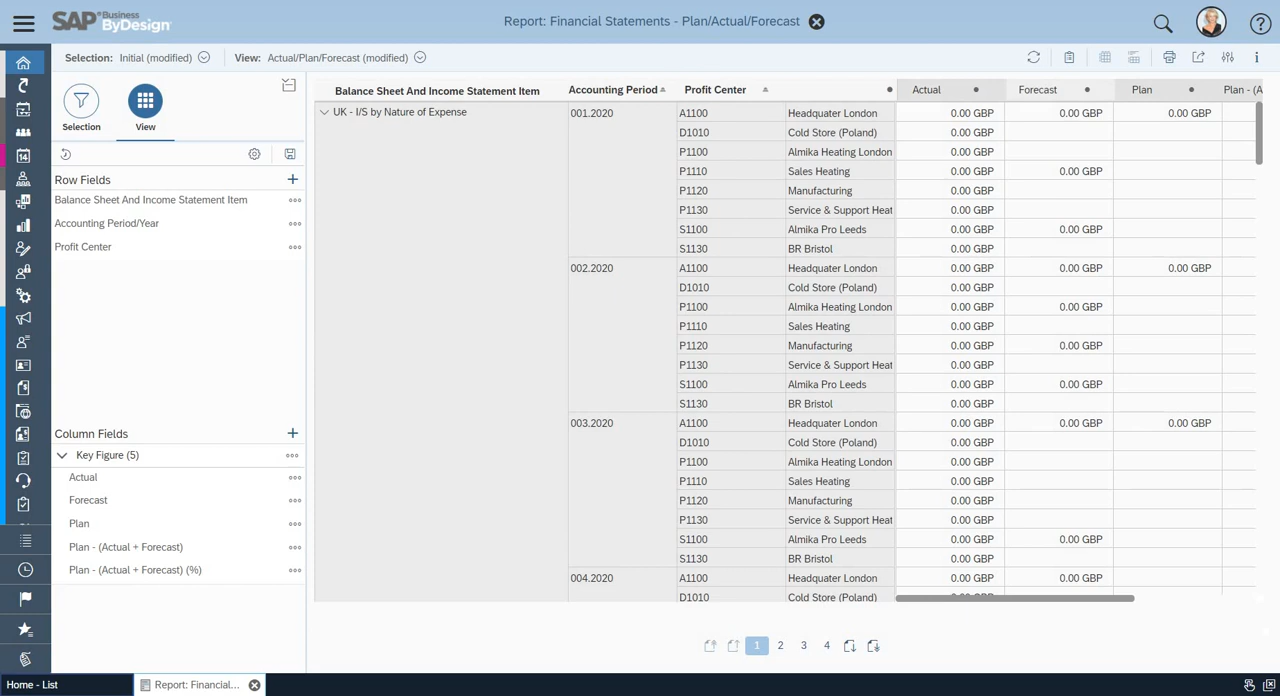 SAP Business ByDesign
Report: Financial Statements - Plan/Actual/Forecast
Selection: Initial (modified) View: Actual/Plan/Forecast (modified)
Selection View
Row Fields
Balance Sheet And Income Statement Item
Accounting Period/Year
Profit Center
Column Fields
Key Figure (5)
Actual
Forecast
Plan
Plan - (Actual + Forecast)
Plan - (Actual + Forecast) (%)
14
Balance Sheet And Income Statement Item Accounting Period Profit Center Actual Forecast Plan Plan - (A
UK - I/S by Nature of Expense 001.2020 A1100 Headquater London 0.00 GBP 0.00 GBP 0.00 GBP
D1010 Cold Store (Poland) 0.00 GBP
P1100 Almika Heating London 0.00 GBP
P1110 Sales Heating 0.00 GBP 0.00 GBP
P1120 Manufacturing 0.00 GBP
P1130 Service & Support Heat 0.00 GBP
S1100 Almika Pro Leeds 0.00 GBP 0.00 GBP
S1130 BR Bristol 0.00 GBP
002.2020 A1100 Headquater London 0.00 GBP 0.00 GBP 0.00 GBP
D1010 Cold Store (Poland) 0.00 GBP
P1100 Almika Heating London 0.00 GBP 0.00 GBP
P1110 Sales Heating 0.00 GBP
P1120 Manufacturing 0.00 GBP 0.00 GBP
P1130 Service & Support Heat 0.00 GBP
S1100 Almika Pro Leeds 0.00 GBP 0.00 GBP
S1130 BR Bristol 0.00 GBP
003.2020 A1100 Headquater London 0.00 GBP 0.00 GBP 0.00 GBP
D1010 Cold Store (Poland) 0.00 GBP
P1100 Almika Heating London 0.00 GBP
P1110 Sales Heating 0.00 GBP
P1120 Manufacturing 0.00 GBP
P1130 Service & Support Heat 0.00 GBP
S1100 Almika Pro Leeds 0.00 GBP 0.00 GBP
S1130 BR Bristol 0.00 GBP
004.2020 A1100 Headquater London 0.00 GBP 0.00 GBP
D1010 Cold Store (Poland)
1 2 3 4
Home - List Report: Financial...